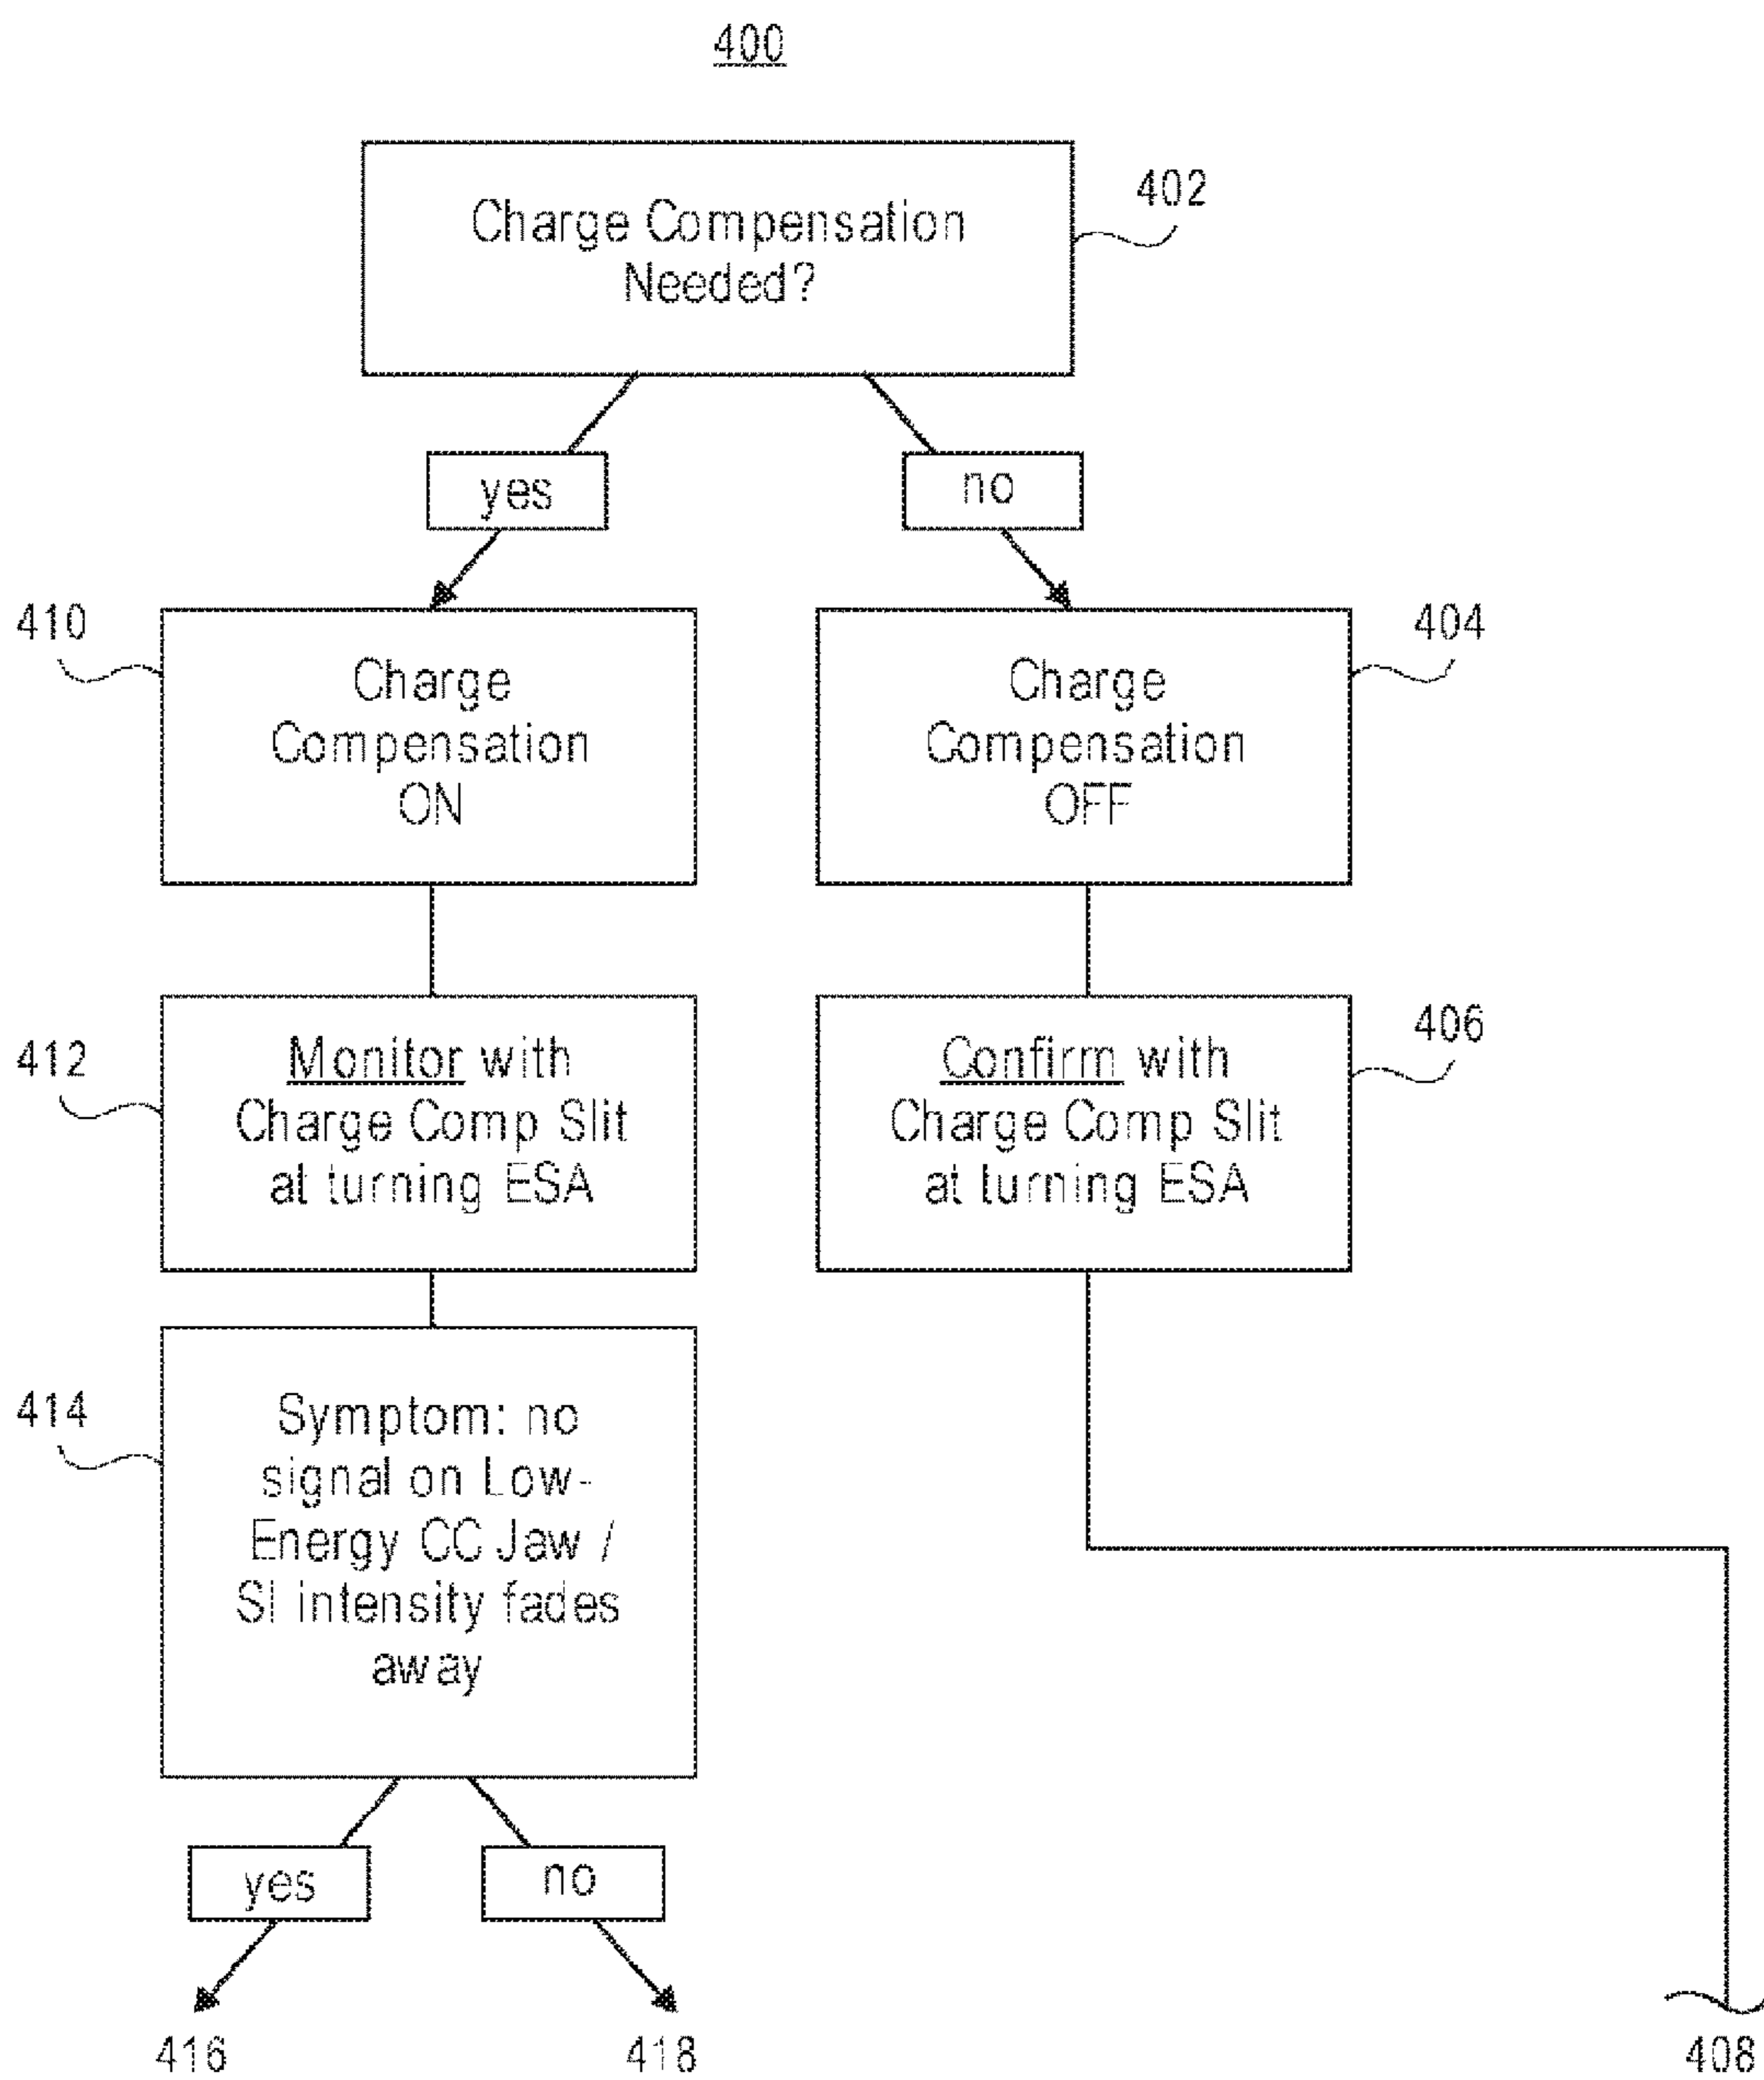 400
Charge Compensation
Needed?
402
yes
no
410
Charge
Compensation
ON
Charge
Compensation
OFF
404
412
Monitor with
Charge Comp Slit
at turning ESA
Confirm with
Charge Comp Slit
at turning ESA
406
414
Symptom: no
signal on Low-
Energy CC Jaw /
SI intensity fades
away
yes
no
416
418
408